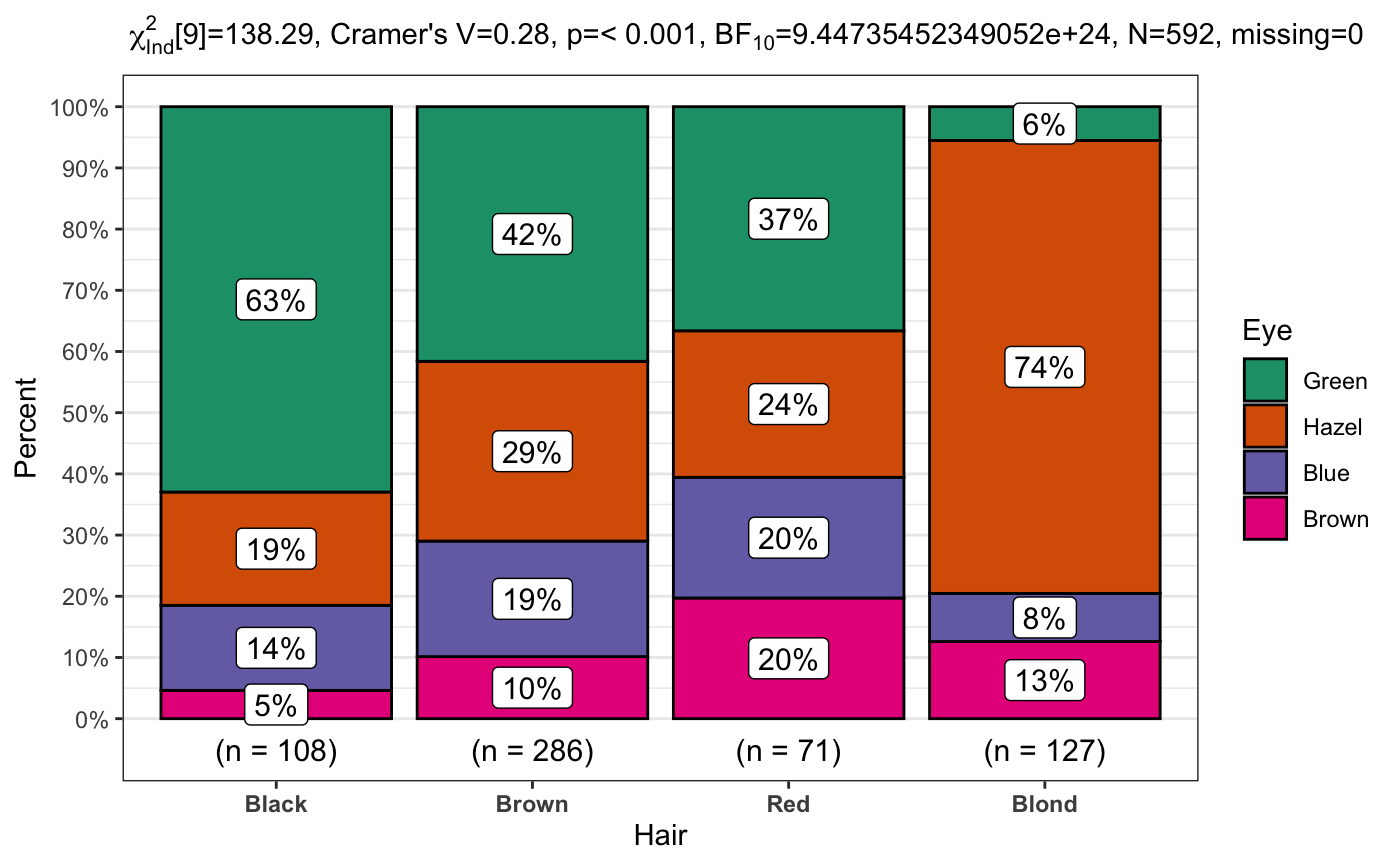 χ²Ind[9]=138.29, Cramer's V=0.28, p=< 0.001, BF₁₀=9.44735452349052e+24, N=592, missing=0
Percent
100%
90%
80%
70%
60%
50%
40%
30%
20%
10%
0%
63%
19%
14%
5%
42%
29%
19%
10%
37%
24%
20%
20%
6%
74%
8%
13%
(n = 108) (n = 286) (n = 71) (n = 127)
Black Brown Red Blond
Hair
Eye
Green
Hazel
Blue
Brown